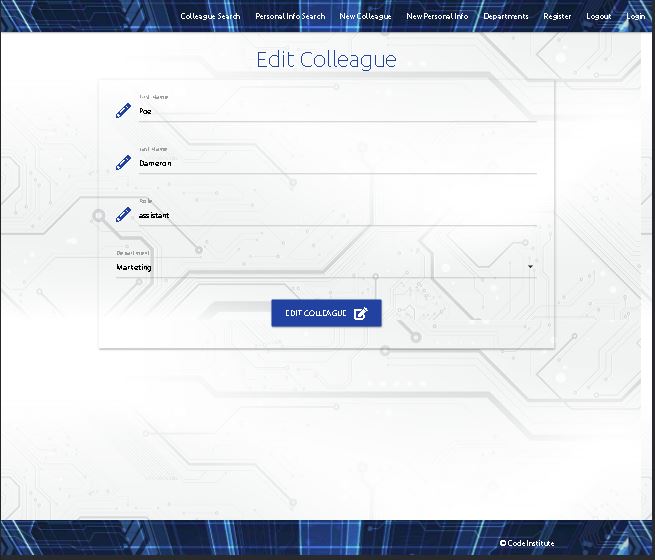 Colleague Search Personal Info Search New Colleague New Personal Info Departments Register Logout Login
Edit Colleague
First Name
Poe
Last Name
Dameron
Role
assistant
Department
Marketing
EDIT COLLEAGUE
© Code Institute